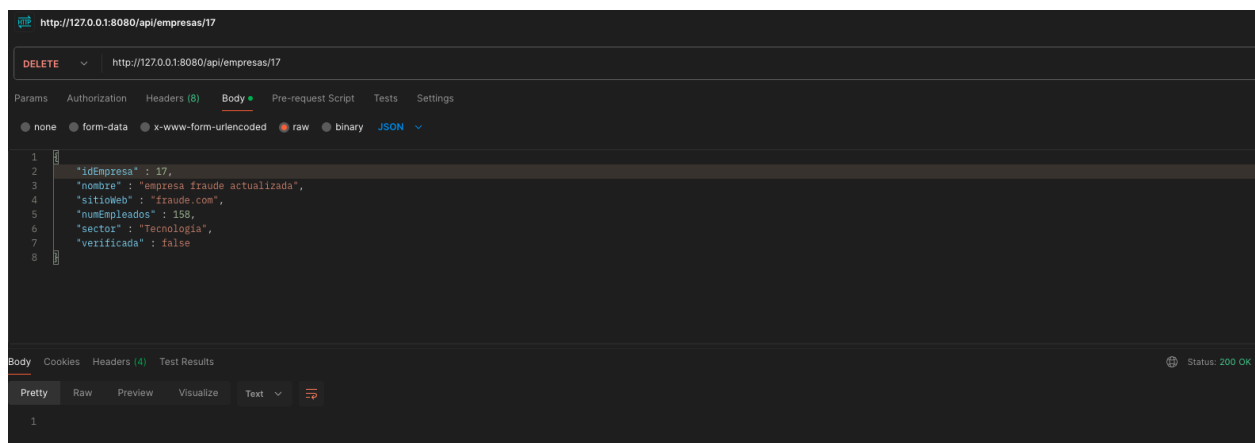 HTTP http://127.0.0.1:8080/api/empresas/17
DELETE http://127.0.0.1:8080/api/empresas/17
Params Authorization Headers (8) Body Pre-request Script Tests Settings
none form-data x-www-form-urlencoded raw binary JSON
1 {
2 "idEmpresa" : 17,
3 "nombre" : "empresa fraude actualizada",
4 "sitioWeb" : "fraude.com",
5 "numEmpleados" : 158,
6 "sector" : "Tecnología",
7 "verificada" : false
8 }
Body Cookies Headers (4) Test Results Status: 200 OK
Pretty Raw Preview Visualize Text
1